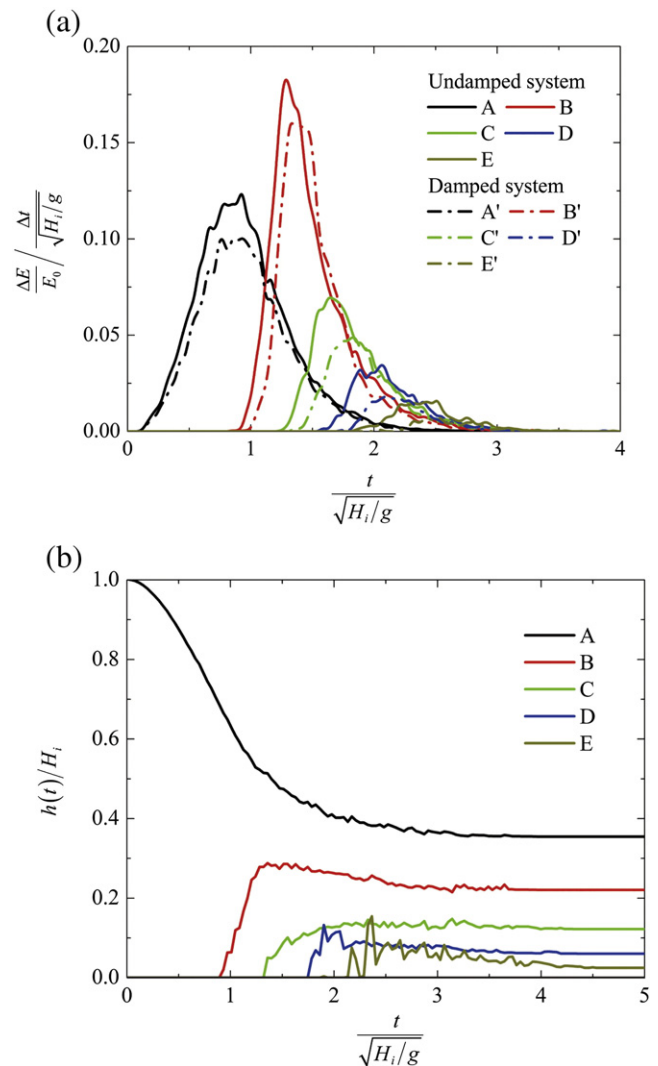 (a)
0.20
0.15
0.10
0.05
0.00
ΔE/E₀ / Δt/√(Hᵢ/g)
Undamped system
A B
C D
E
Damped system
A' B'
C' D'
E'
0 1 2 3 4
t/√(Hᵢ/g)
(b)
1.0
0.8
0.6
0.4
0.2
0.0
h(t)/Hᵢ
A
B
C
D
E
0 1 2 3 4 5
t/√(Hᵢ/g)